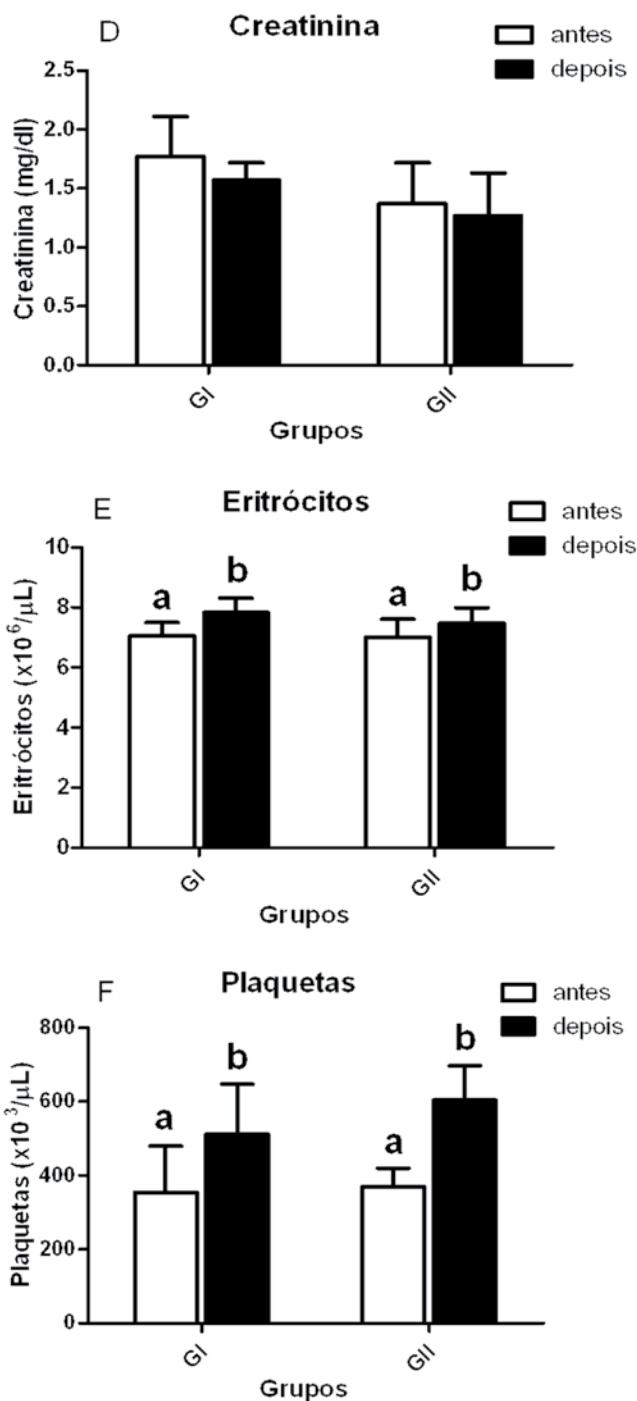 D
Creatinina
antes
depois
Creatinina (mg/dl)
2.5
2.0
1.5
1.0
0.5
0.0
GI
GII
Grupos
E
Eritrócitos
antes
depois
Eritrócitos (x10⁶/µL)
10
8
6
4
2
0
a
b
a
b
GI
GII
Grupos
F
Plaquetas
antes
depois
Plaquetas (x10³/µL)
800
600
400
200
0
a
b
a
b
GI
GII
Grupos